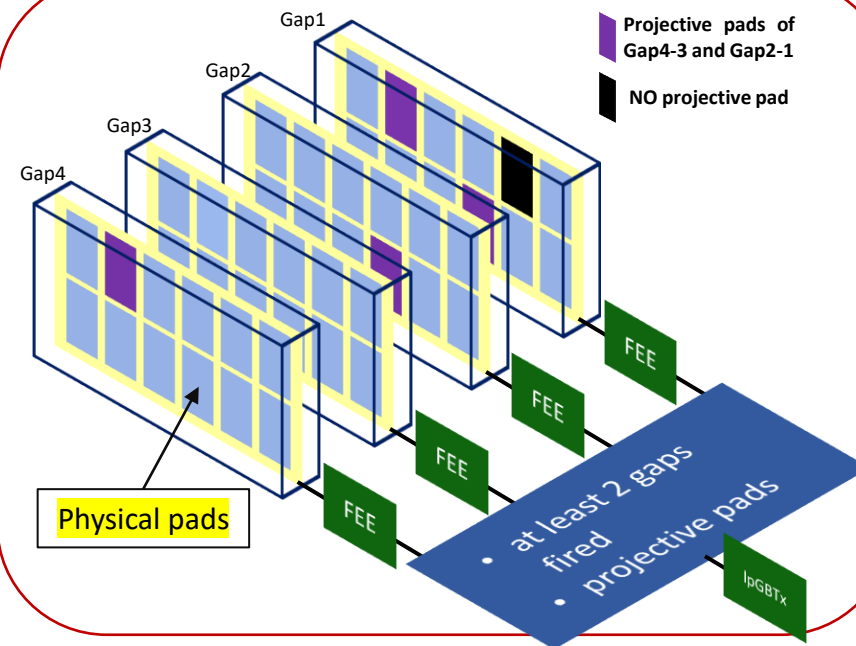 Gap1
Projective pads of
Gap4-3 and Gap2-1
Gap2
NO projective pad
Gap3
Gap4
FEE
FEE
FEE
FEE
Physical pads
• at least 2 gaps
fired
• projective pads
lpGBTx